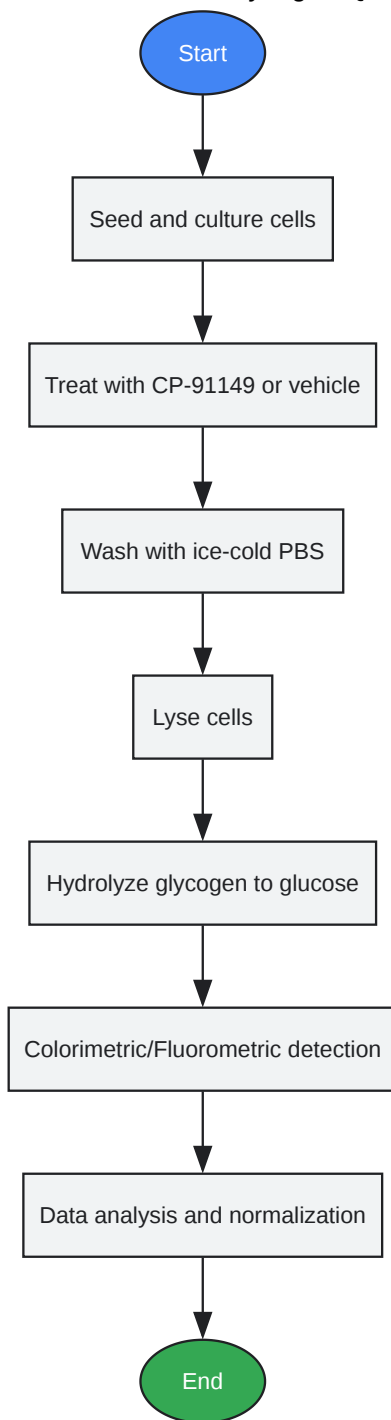 Start
Seed and culture cells
Treat with CP-91149 or vehicle
Wash with ice-cold PBS
Lyse cells
Hydrolyze glycogen to glucose
Colorimetric/Fluorometric detection
Data analysis and normalization
End